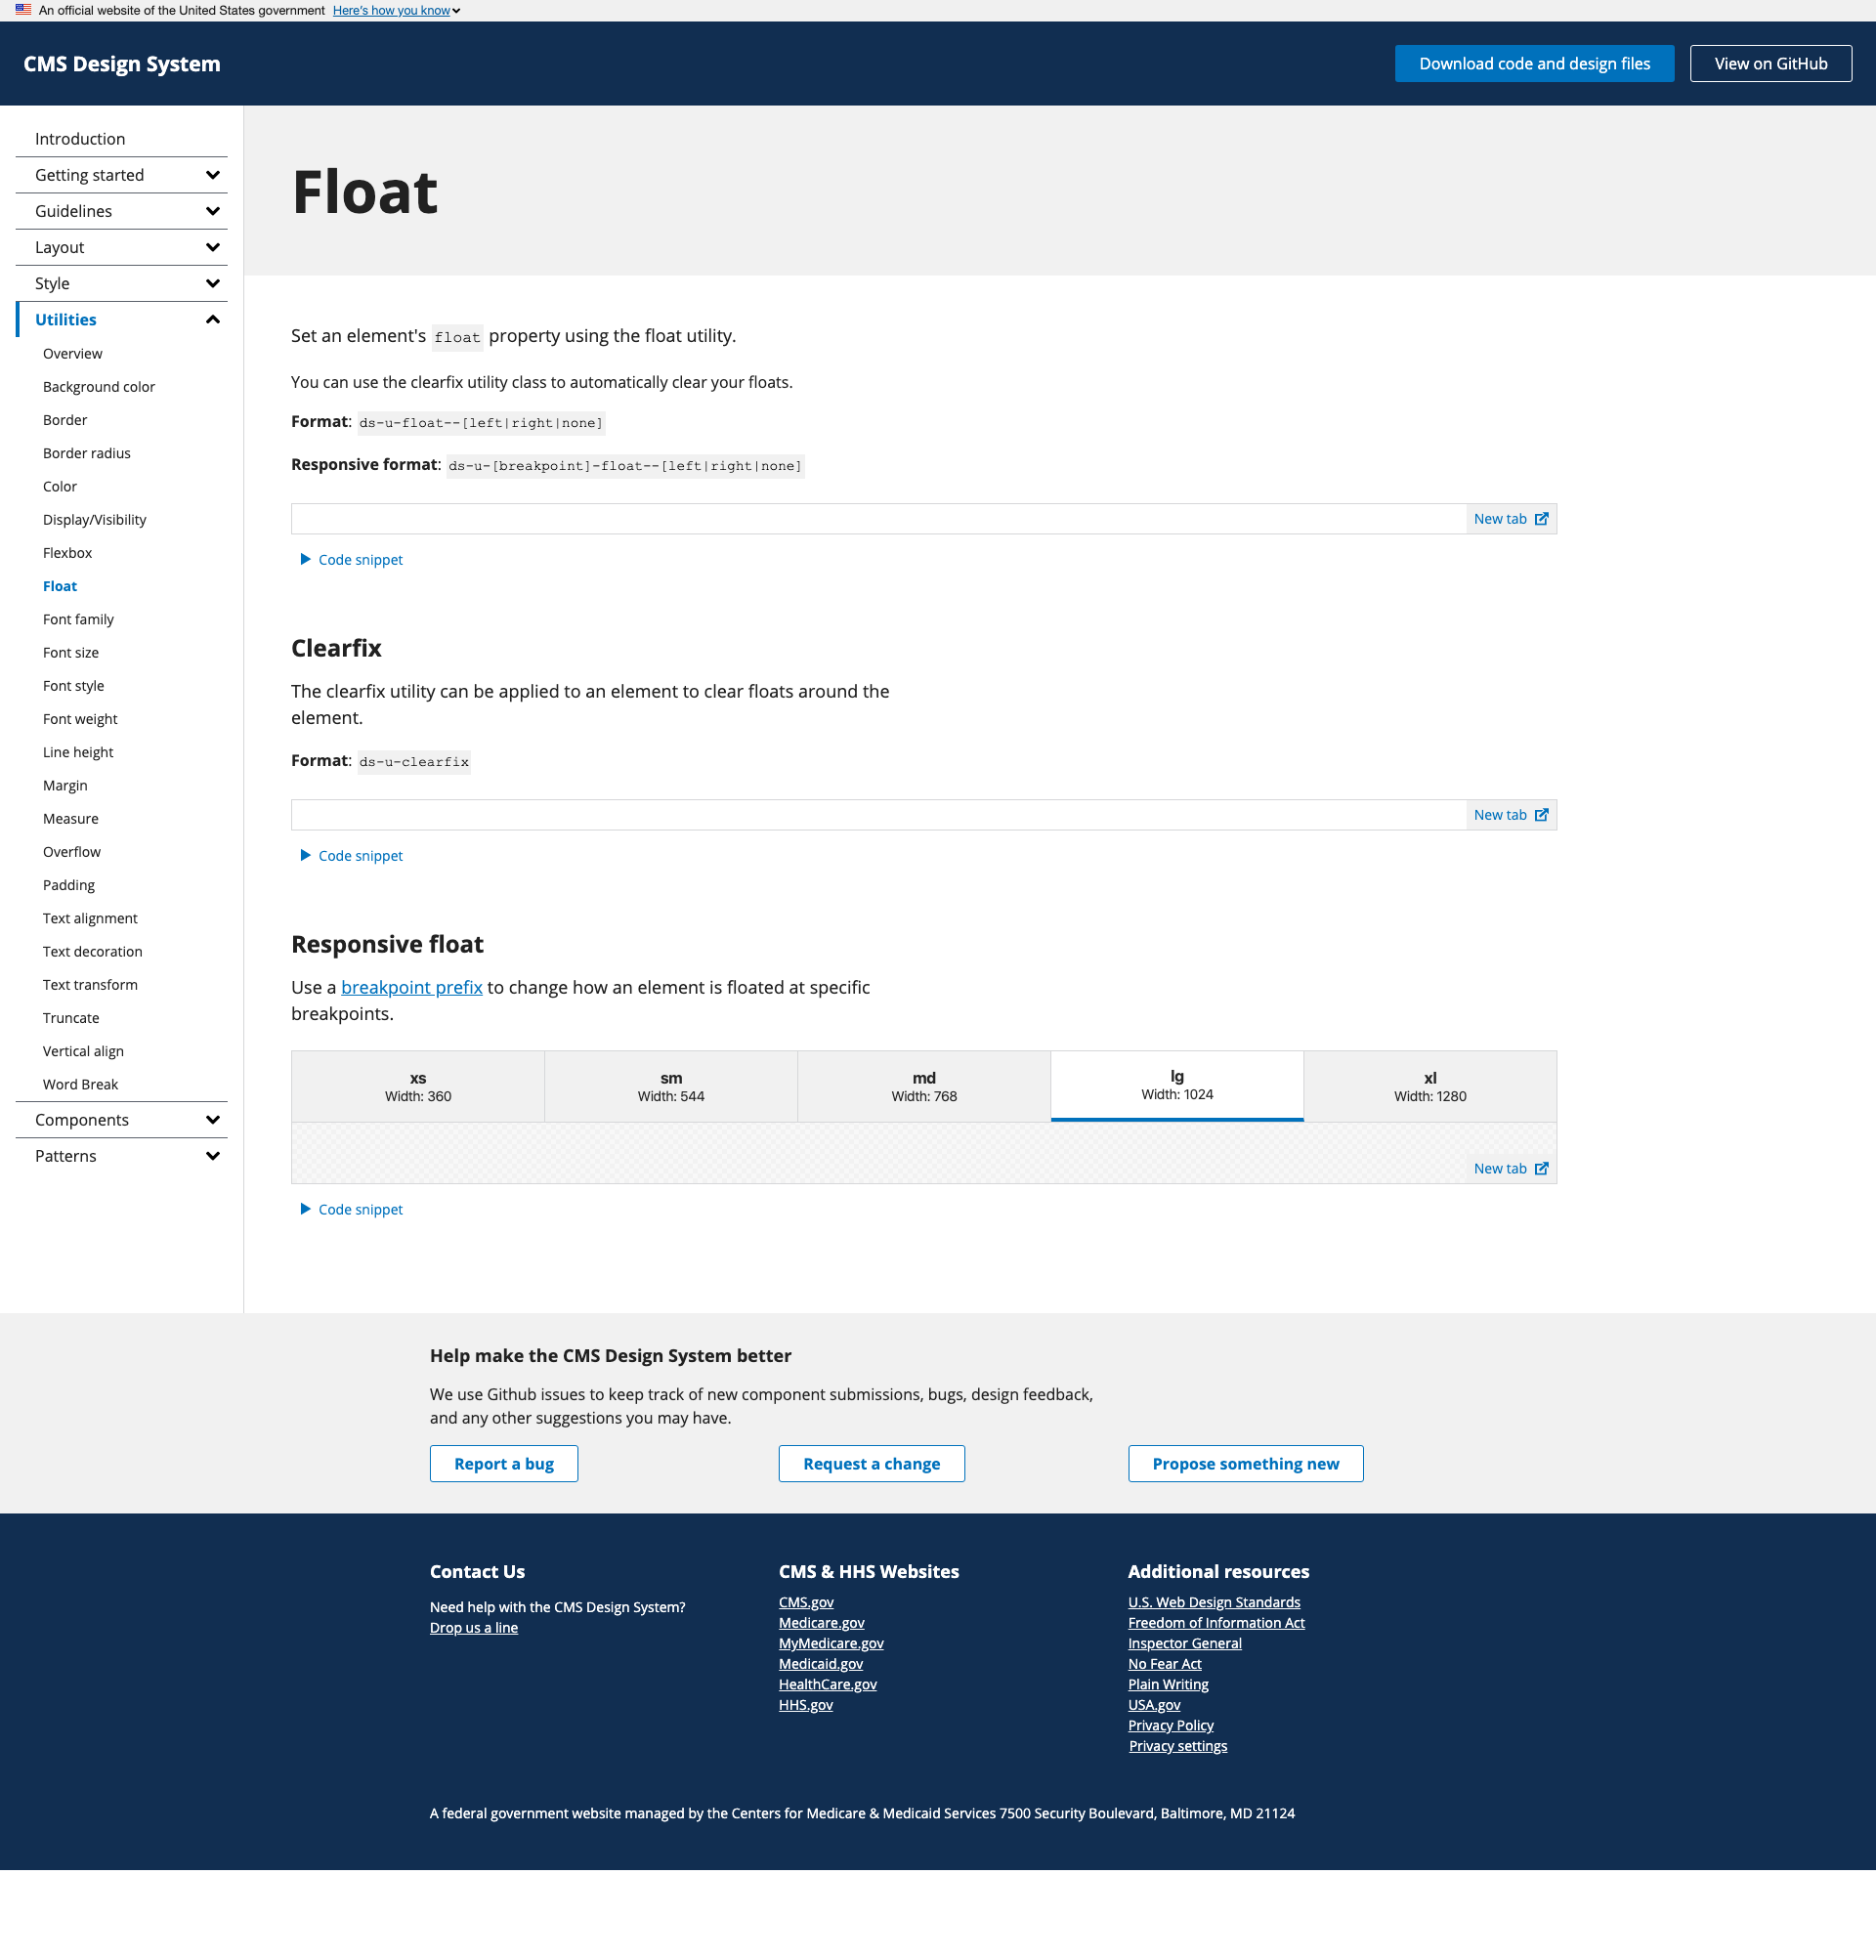 An official website of the United States government Here's how you know
CMS Design System
Download code and design files
View on GitHub
Introduction
Getting started
Guidelines
Layout
Style
Utilities
Overview
Background color
Border
Border radius
Color
Display/Visibility
Flexbox
Float
Font family
Font size
Font style
Font weight
Line height
Margin
Measure
Overflow
Padding
Text alignment
Text decoration
Text transform
Truncate
Vertical align
Word Break
Components
Patterns
Float
Set an element's float property using the float utility.
You can use the clearfix utility class to automatically clear your floats.
Format: ds-u-float--[left|right|none]
Responsive format: ds-u-[breakpoint]-float--[left|right|none]
New tab
Code snippet
Clearfix
The clearfix utility can be applied to an element to clear floats around the
element.
Format: ds-u-clearfix
New tab
Code snippet
Responsive float
Use a breakpoint prefix to change how an element is floated at specific
breakpoints.
xs
Width: 360
sm
Width: 544
md
Width: 768
lg
Width: 1024
xl
Width: 1280
New tab
Code snippet
Help make the CMS Design System better
We use Github issues to keep track of new component submissions, bugs, design feedback,
and any other suggestions you may have.
Report a bug
Request a change
Propose something new
Contact Us
Need help with the CMS Design System?
Drop us a line
CMS & HHS Websites
CMS.gov
Medicare.gov
MyMedicare.gov
Medicaid.gov
HealthCare.gov
HHS.gov
Additional resources
U.S. Web Design Standards
Freedom of Information Act
Inspector General
No Fear Act
Plain Writing
USA.gov
Privacy Policy
Privacy settings
A federal government website managed by the Centers for Medicare & Medicaid Services 7500 Security Boulevard, Baltimore, MD 21124